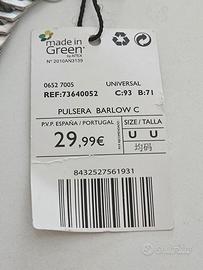 made in
Green
by AITEX
Nº 2010AN3139
0652 7005
UNIVERSAL
REF:73640052
C:93 B:71
PULSERA BARLOW C
P.V.P. ESPAÑA / PORTUGAL
SIZE / TALLA
29,99€
U U
均码
8432527561931
subito